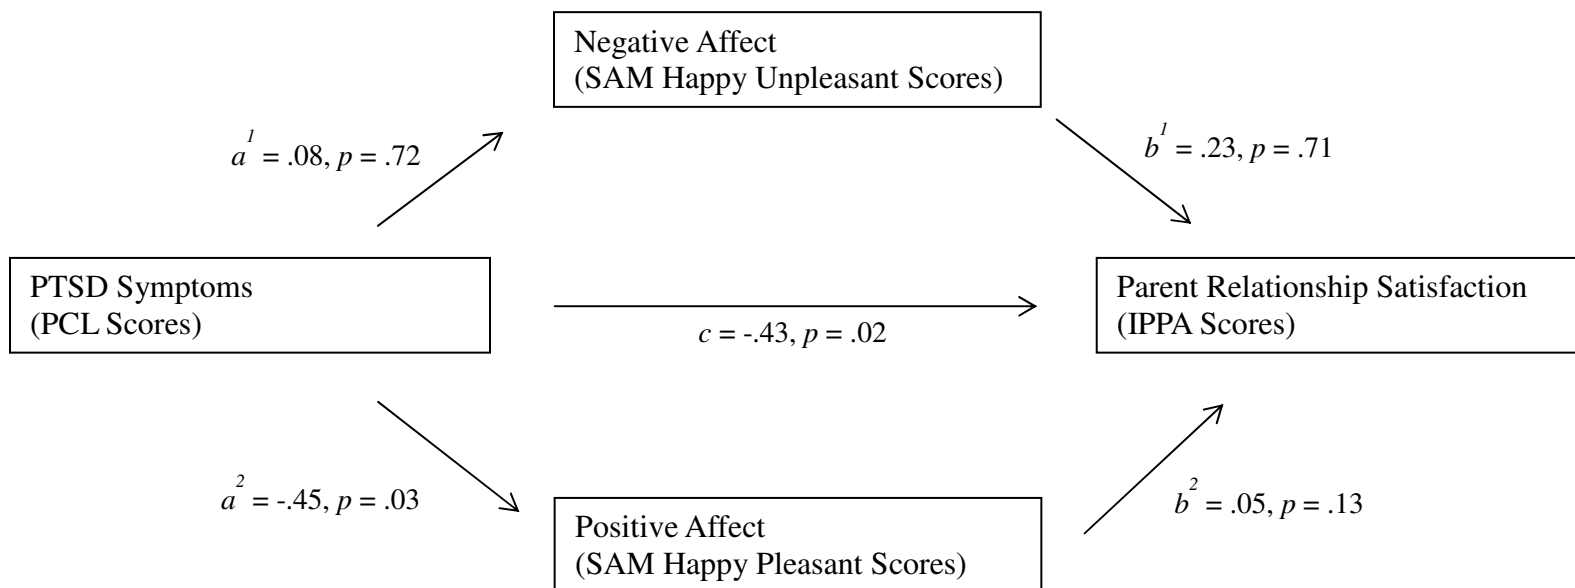 Negative Affect
(SAM Happy Unpleasant Scores)
a¹ = .08, p = .72
b¹ = .23, p = .71
PTSD Symptoms
(PCL Scores)
c = -.43, p = .02
Parent Relationship Satisfaction
(IPPA Scores)
a² = -.45, p = .03
b² = .05, p = .13
Positive Affect
(SAM Happy Pleasant Scores)